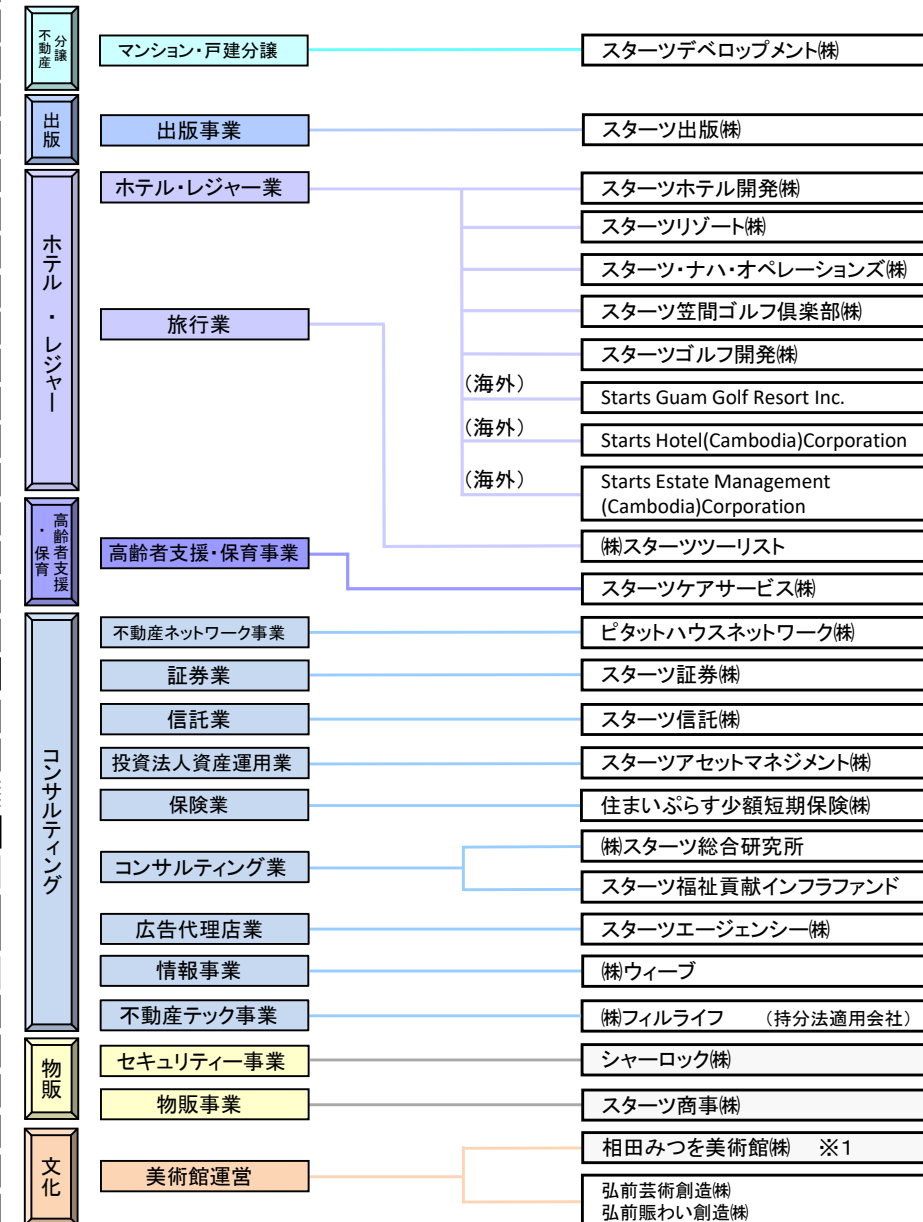 分譲
不動産
マンション・戸建分譲
スターツデベロップメント㈱
出版
出版事業
スターツ出版㈱
ホテル・レジャー
ホテル・レジャー業
スターツホテル開発㈱
スターツリゾート㈱
スターツ・ナハ・オペレーションズ㈱
旅行業
スターツ笠間ゴルフ倶楽部㈱
スターツゴルフ開発㈱
(海外)
Starts Guam Golf Resort Inc.
(海外)
Starts Hotel(Cambodia)Corporation
(海外)
Starts Estate Management
(Cambodia)Corporation
㈱スターツツーリスト
高齢者支援
・保育
高齢者支援・保育事業
スターツケアサービス㈱
コンサルティング
不動産ネットワーク事業
ピタットハウスネットワーク㈱
証券業
スターツ証券㈱
信託業
スターツ信託㈱
投資法人資産運用業
スターツアセットマネジメント㈱
保険業
住まいぷらす少額短期保険㈱
コンサルティング業
㈱スターツ総合研究所
スターツ福祉貢献インフラファンド
広告代理店業
スターツエージェンシー㈱
情報事業
㈱ウィーブ
不動産テック事業
㈱フィルライフ (持分法適用会社)
物販
セキュリティー事業
シャーロック㈱
物販事業
スターツ商事㈱
文化
美術館運営
相田みつを美術館㈱ ※1
弘前芸術創造㈱
弘前賑わい創造㈱